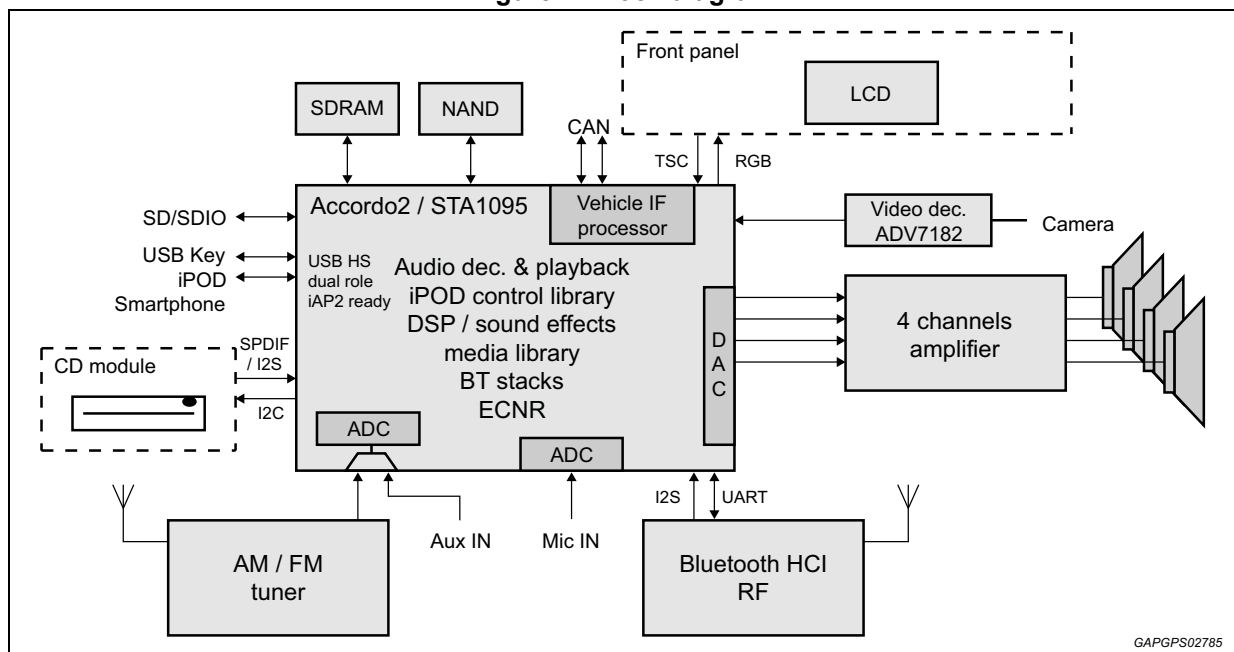 Front panel
LCD
SDRAM
NAND
CAN
TSC
RGB
Accordo2 / STA1095
Vehicle IF
processor
SD/SDIO
USB Key
iPOD
Smartphone
USB HS
dual role
iAP2 ready
Audio dec. & playback
iPOD control library
DSP / sound effects
media library
BT stacks
ECNR
Video dec.
ADV7182
Camera
D
A
C
4 channels
amplifier
CD module
SPDIF
/ I2S
I2C
ADC
ADC
Aux IN
Mic IN
I2S
UART
AM / FM
tuner
Bluetooth HCI
RF
GAPGPS02785